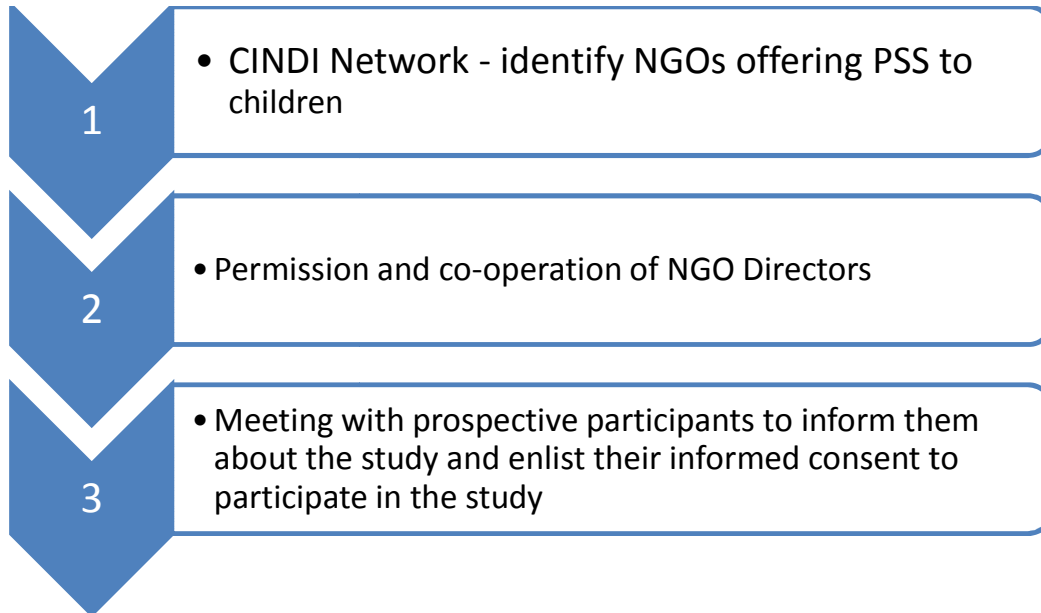 1
• CINDI Network - identify NGOs offering PSS to
children
2
• Permission and co-operation of NGO Directors
3
• Meeting with prospective participants to inform them
about the study and enlist their informed consent to
participate in the study